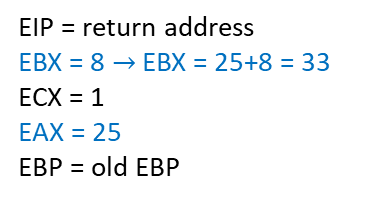 EIP = return address
EBX = 8 → EBX = 25+8 = 33
ECX = 1
EAX = 25
EBP = old EBP